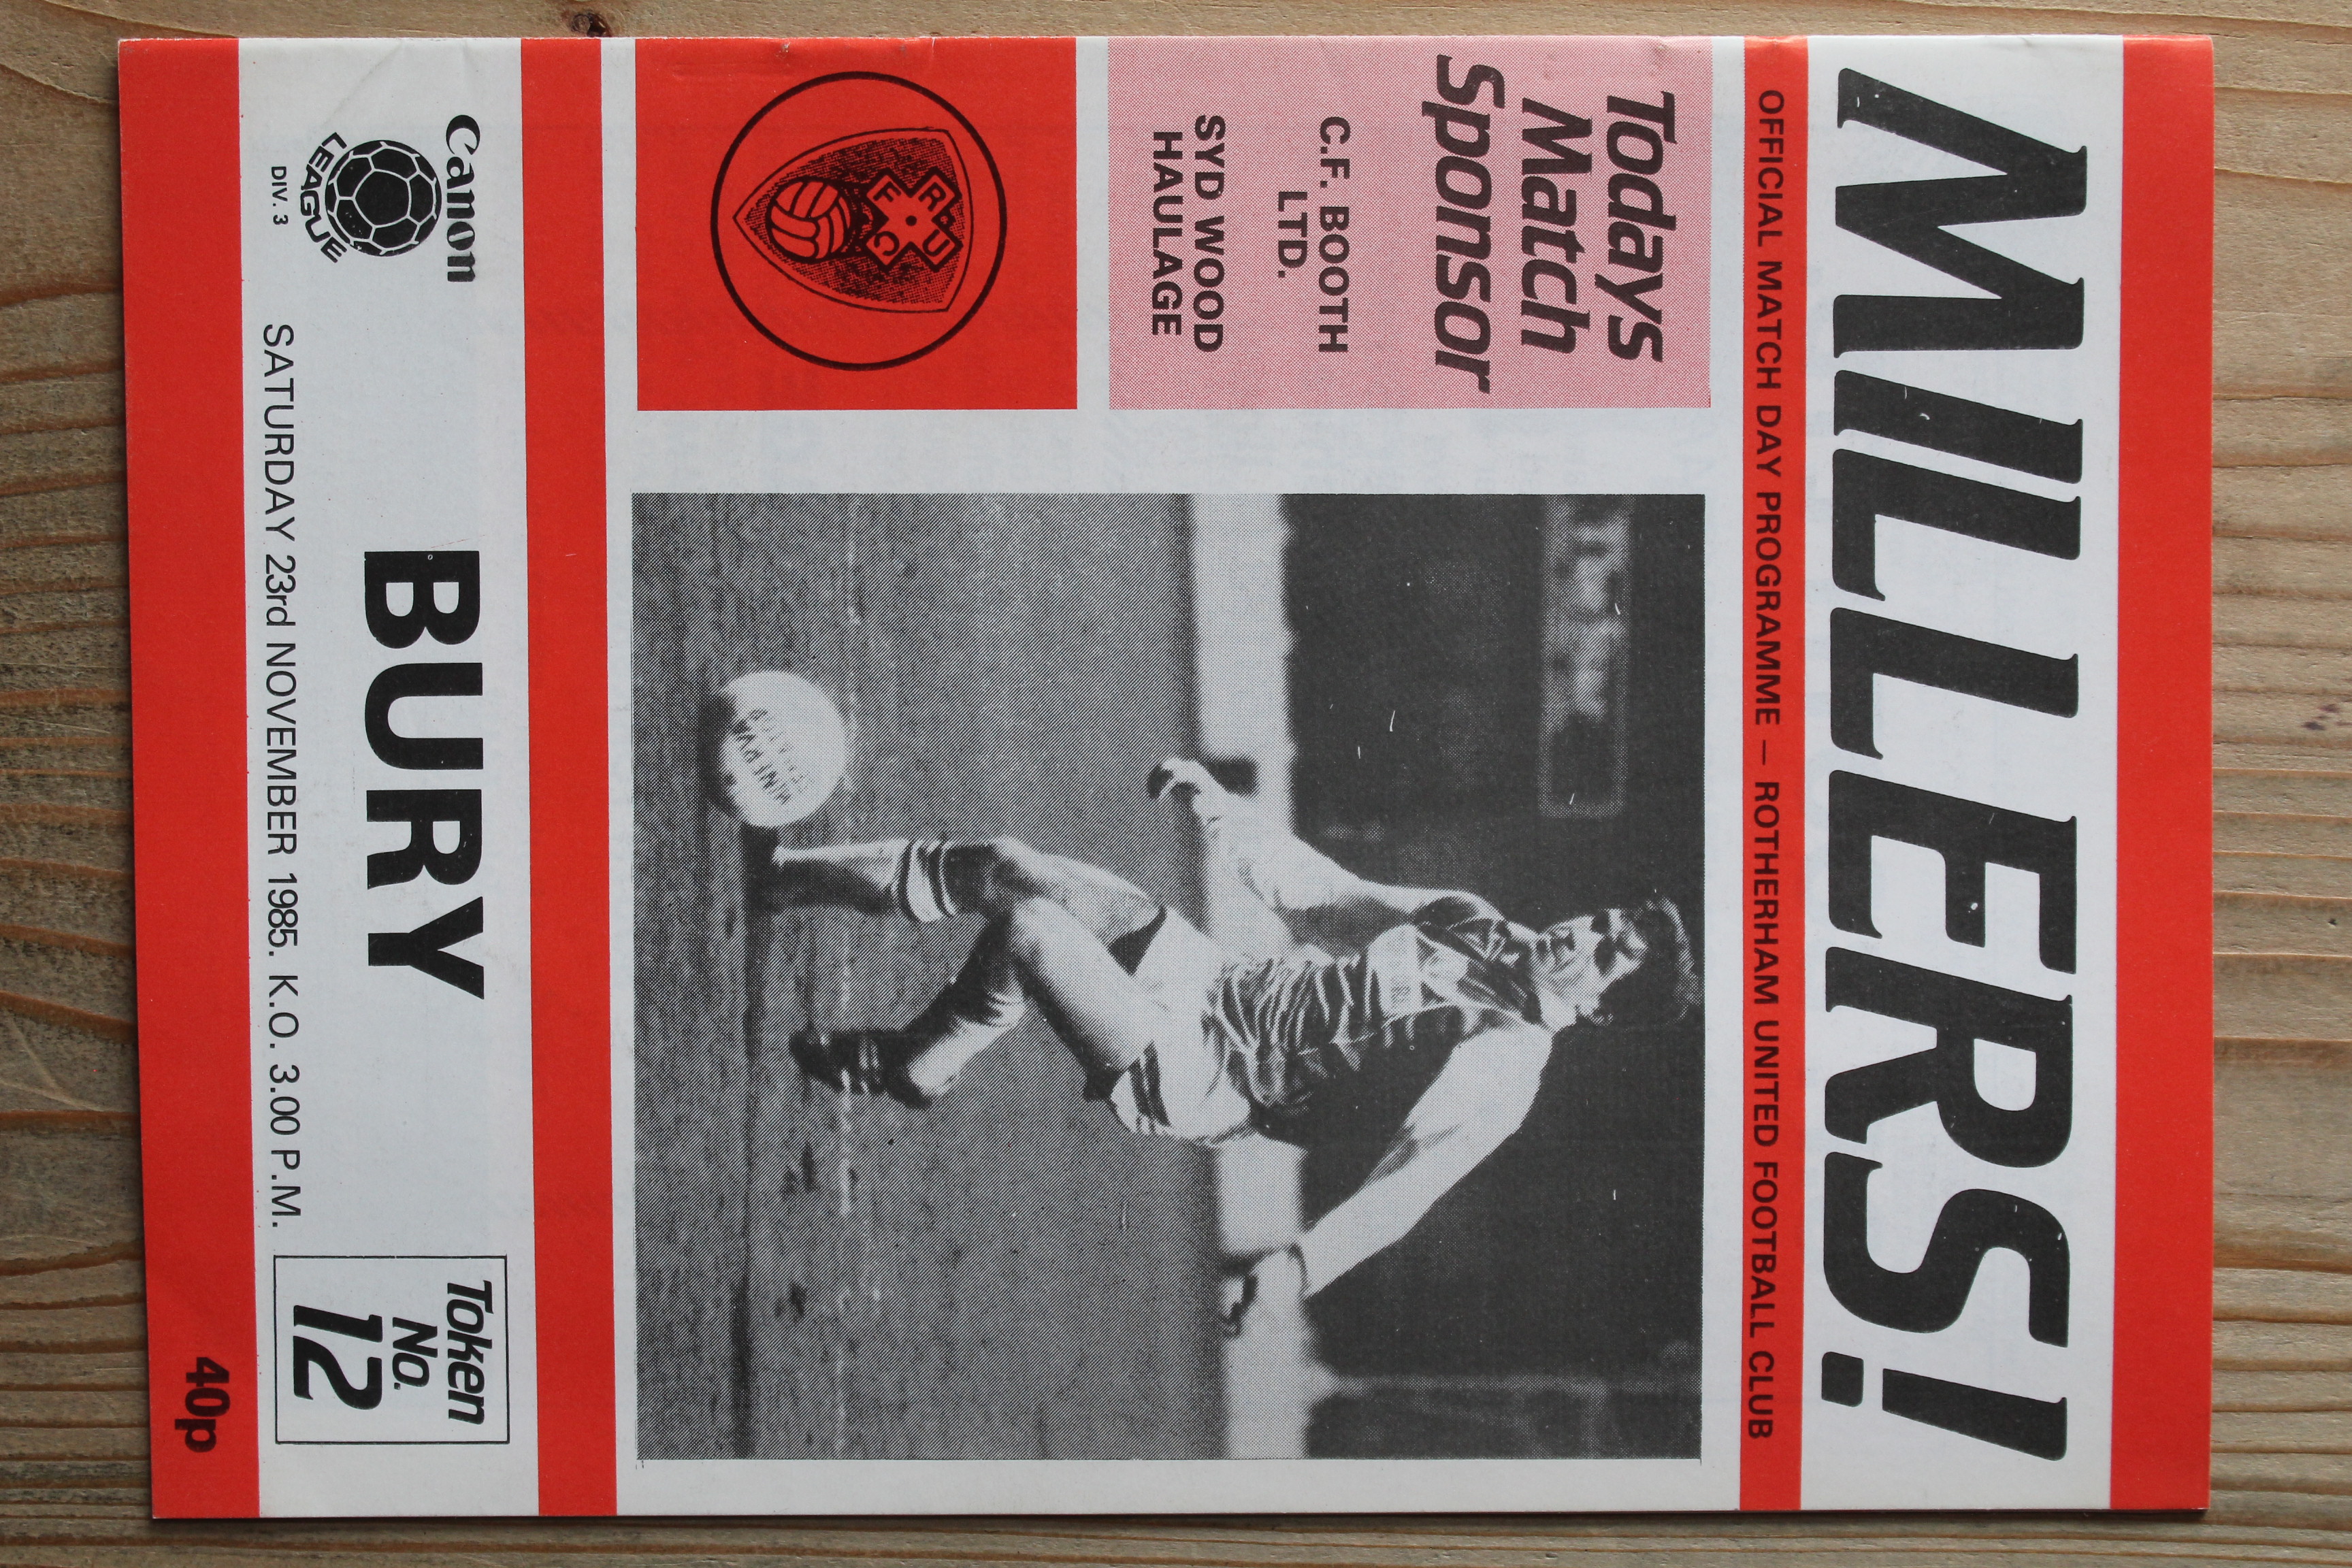 MILLERS!
OFFICIAL MATCH DAY PROGRAMME — ROTHERHAM UNITED FOOTBALL CLUB
Todays
Match
Sponsor
C.F. BOOTH
LTD.
SYD WOOD
HAULAGE
R.U
F.C
MINERVA
Canon
LEAGUE
DIV. 3
BURY
SATURDAY 23rd NOVEMBER 1985. K.O. 3.00 P.M.
Token
No.
12
40p